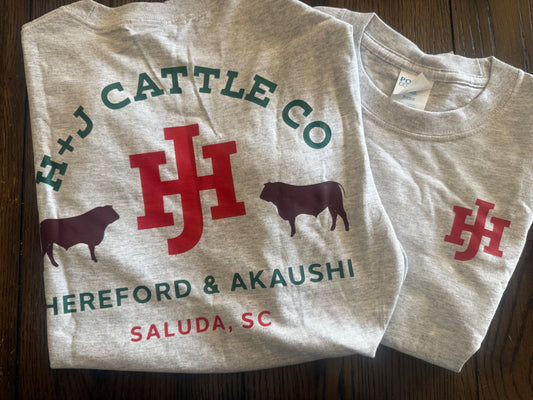 H+J CATTLE CO
HJ
HEREFORD & AKAUSHI
SALUDA, SC
HJ